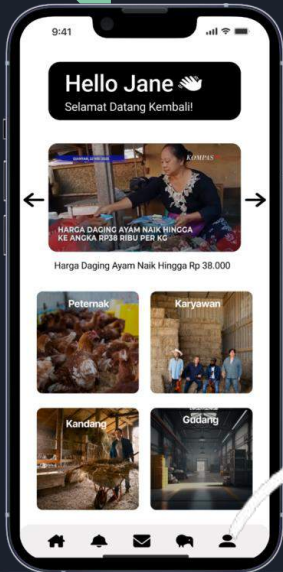 9:41
Hello Jane
Selamat Datang Kembali!
KOMPAS
HARGA DAGING AYAM NAIK HINGGA
KE ANGKA RP38 RIBU PER KG
Harga Daging Ayam Naik Hingga Rp 38.000
Peternak
Karyawan
Kandang
Gudang